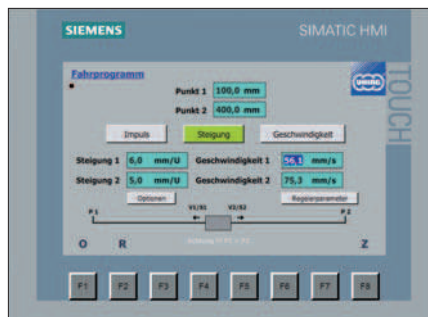 SIEMENS SIMATIC HMI
TOUCH
Fahrprogramm
UHING
Punkt 1 100,0 mm
Punkt 2 400,0 mm
Impuls Steigung Geschwindigkeit
Steigung 1 6,0 mm/U Geschwindigkeit 1 56,1 mm/s
Steigung 2 5,0 mm/U Geschwindigkeit 2 75,3 mm/s
Optionen Regelparameter
P.1 V1/S1 V2/S2 P.2
O R Z
F1 F2 F3 F4 F5 F6 F7 F8